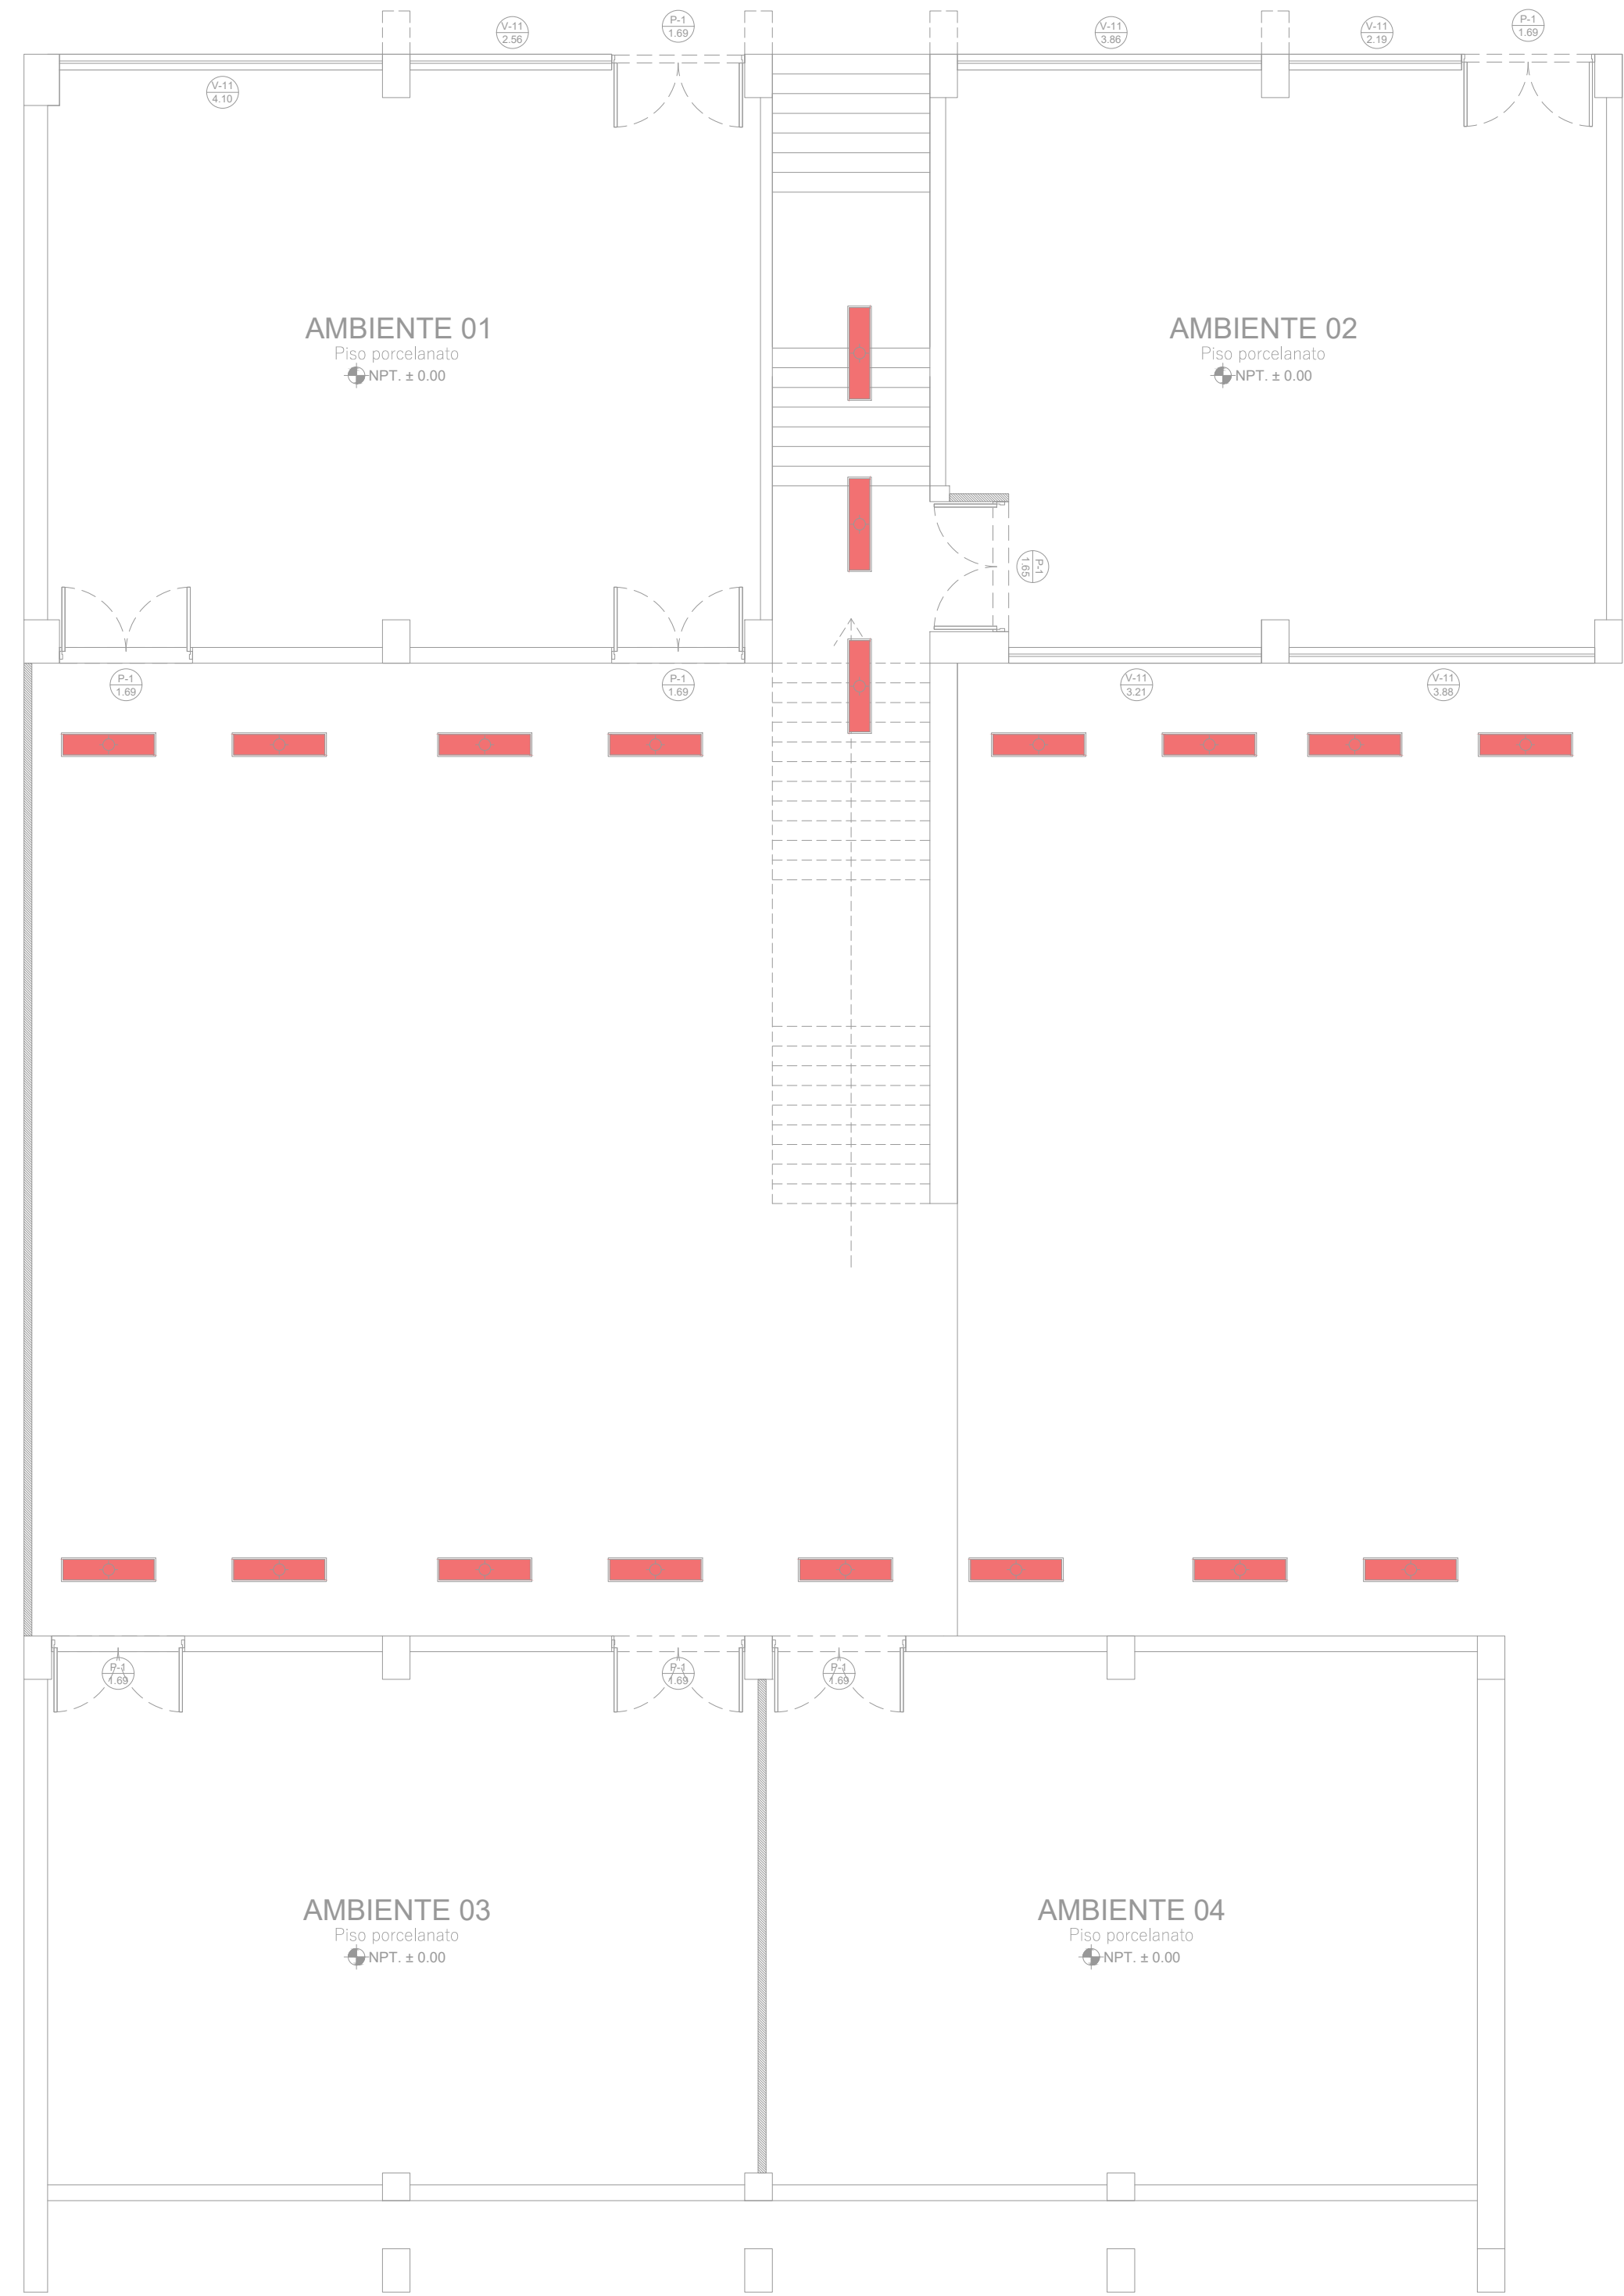 V-11
2.56
P-1
1.69
V-11
3.86
V-11
2.19
P-1
1.69
V-11
4.10
AMBIENTE 01
Piso porcelanato
NPT. ± 0.00
AMBIENTE 02
Piso porcelanato
NPT. ± 0.00
P-1
1.65
P-1
1.69
P-1
1.69
V-11
3.21
V-11
3.88
P-1
1.69
P-1
1.69
P-1
1.69
AMBIENTE 03
Piso porcelanato
NPT. ± 0.00
AMBIENTE 04
Piso porcelanato
NPT. ± 0.00